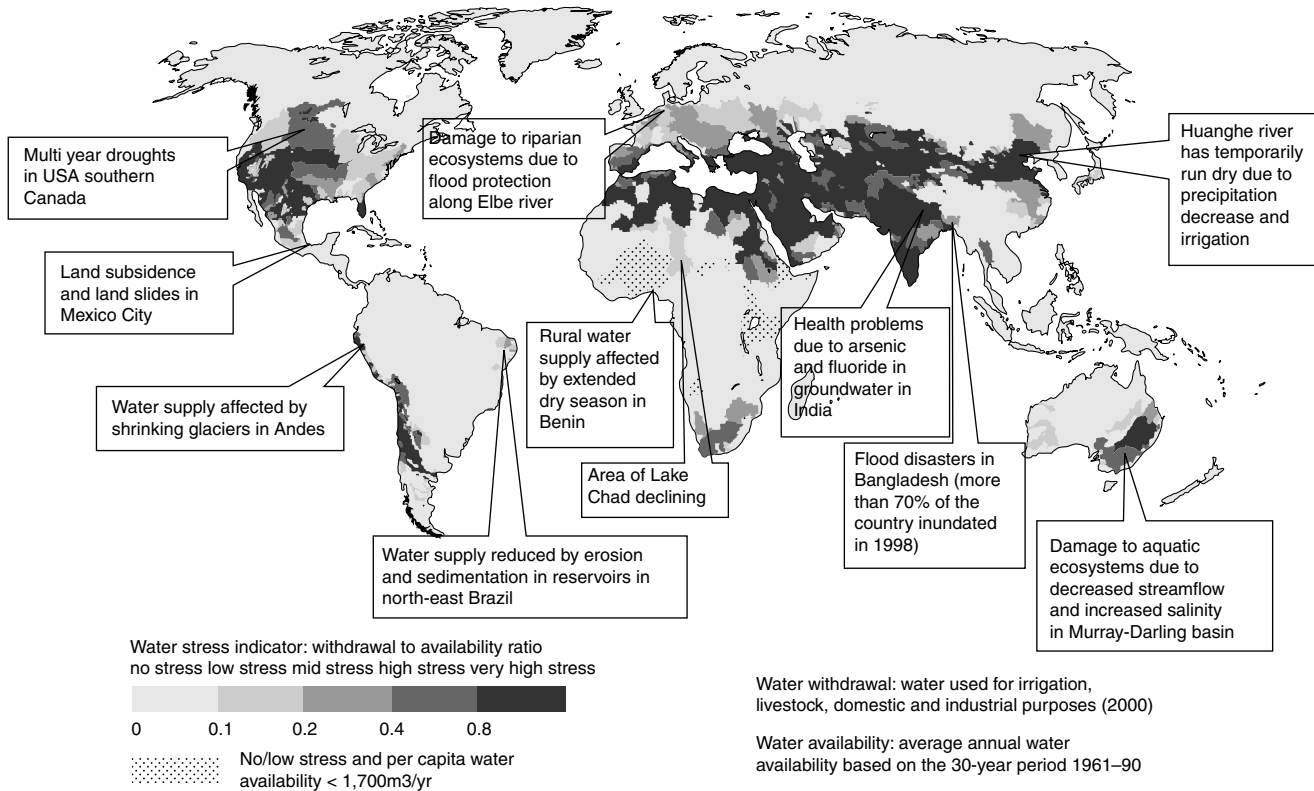 Multi year droughts
in USA southern
Canada
Damage to riparian
ecosystems due to
flood protection
along Elbe river
Huanghe river
has temporarily
run dry due to
precipitation
decrease and
irrigation
Land subsidence
and land slides in
Mexico City
Water supply affected by
shrinking glaciers in Andes
Rural water
supply affected
by extended
dry season in
Benin
Health problems
due to arsenic
and fluoride in
groundwater in
India
Area of Lake
Chad declining
Flood disasters in
Bangladesh (more
than 70% of the
country inundated
in 1998)
Water supply reduced by erosion
and sedimentation in reservoirs in
north-east Brazil
Damage to aquatic
ecosystems due to
decreased streamflow
and increased salinity
in Murray-Darling basin
Water stress indicator: withdrawal to availability ratio
no stress low stress mid stress high stress very high stress
0 0.1 0.2 0.4 0.8
No/low stress and per capita water
availability < 1,700m3/yr
Water withdrawal: water used for irrigation,
livestock, domestic and industrial purposes (2000)
Water availability: average annual water
availability based on the 30-year period 1961–90